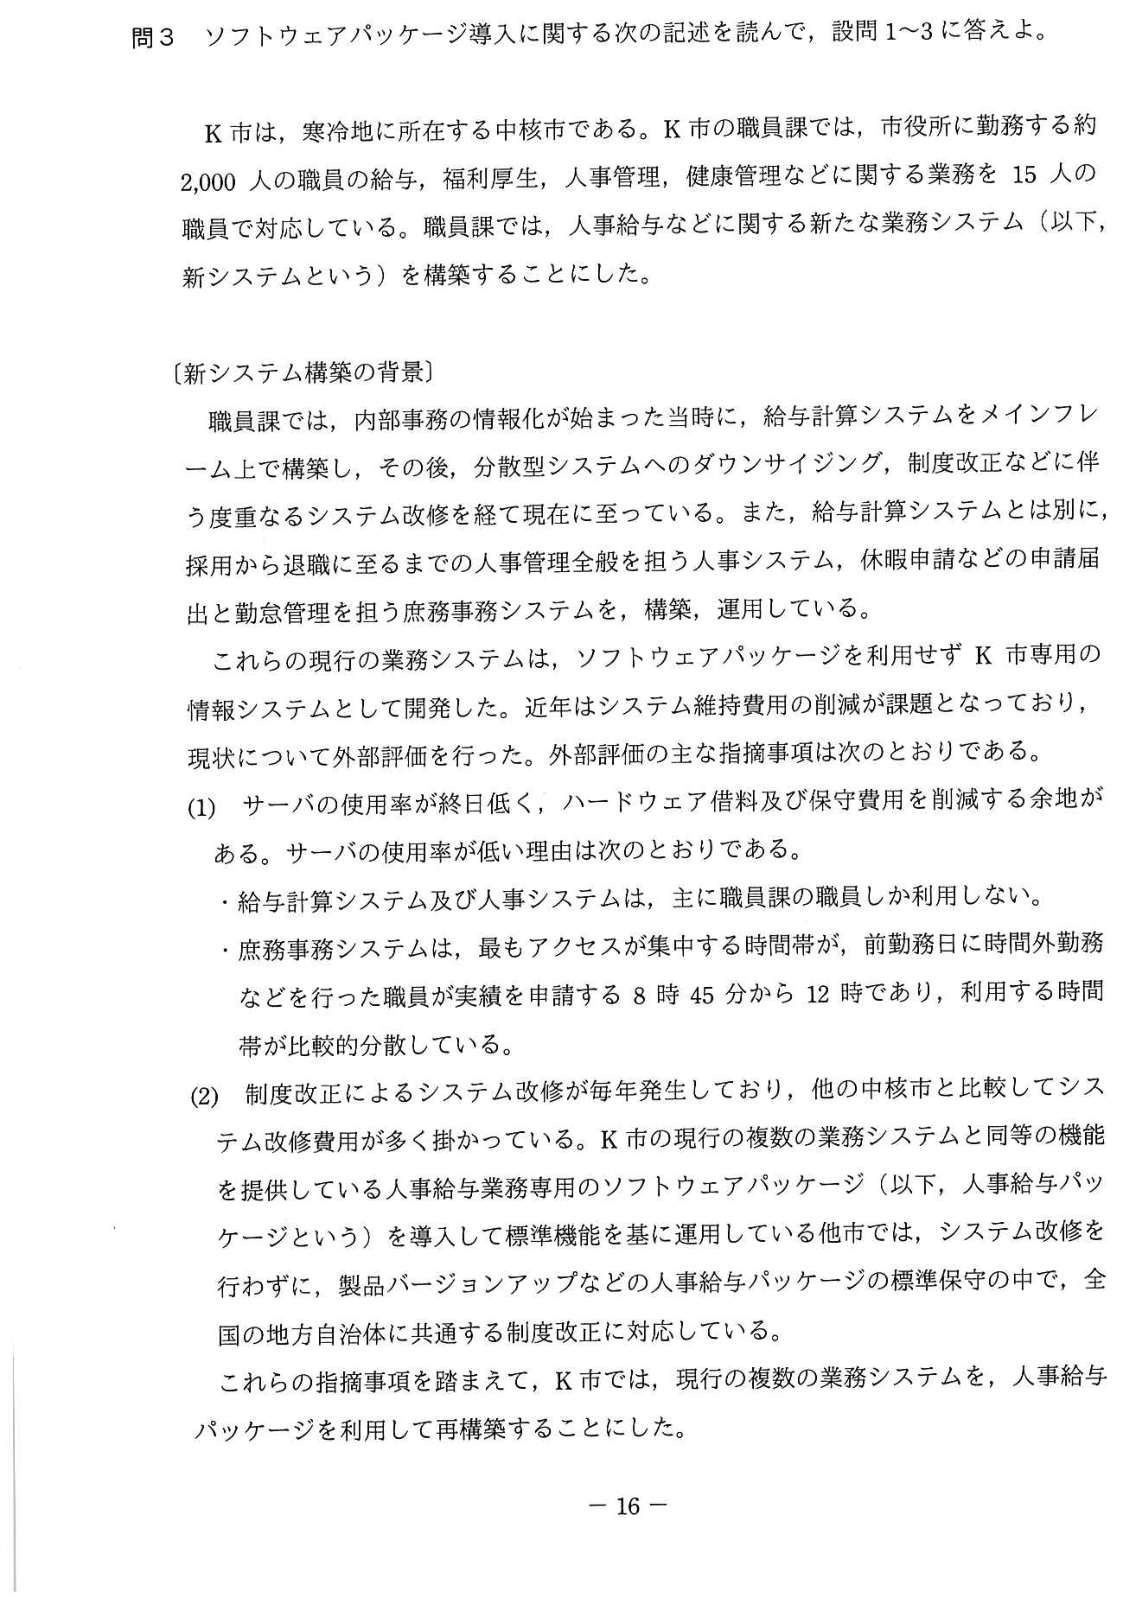 問3　ソフトウェアパッケージ導入に関する次の記述を読んで，設問1～3に答えよ。
K市は，寒冷地に所在する中核市である。K市の職員課では，市役所に勤務する約
2,000 人の職員の給与，福利厚生，人事管理，健康管理などに関する業務を 15 人の
職員で対応している。職員課では，人事給与などに関する新たな業務システム（以下，
新システムという）を構築することにした。
〔新システム構築の背景〕
職員課では，内部事務の情報化が始まった当時に，給与計算システムをメインフレ
ーム上で構築し，その後，分散型システムへのダウンサイジング，制度改正などに伴
う度重なるシステム改修を経て現在に至っている。また，給与計算システムとは別に，
採用から退職に至るまでの人事管理全般を担う人事システム，休暇申請などの申請届
出と勤怠管理を担う庶務事務システムを，構築，運用している。
これらの現行の業務システムは，ソフトウェアパッケージを利用せず K 市専用の
情報システムとして開発した。近年はシステム維持費用の削減が課題となっており，
現状について外部評価を行った。外部評価の主な指摘事項は次のとおりである。
(1)　サーバの使用率が終日低く，ハードウェア借料及び保守費用を削減する余地が
ある。サーバの使用率が低い理由は次のとおりである。
・給与計算システム及び人事システムは，主に職員課の職員しか利用しない。
・庶務事務システムは，最もアクセスが集中する時間帯が，前勤務日に時間外勤務
などを行った職員が実績を申請する 8 時 45 分から 12 時であり，利用する時間
帯が比較的分散している。
(2)　制度改正によるシステム改修が毎年発生しており，他の中核市と比較してシス
テム改修費用が多く掛かっている。K市の現行の複数の業務システムと同等の機能
を提供している人事給与業務専用のソフトウェアパッケージ（以下，人事給与パッ
ケージという）を導入して標準機能を基に運用している他市では，システム改修を
行わずに，製品バージョンアップなどの人事給与パッケージの標準保守の中で，全
国の地方自治体に共通する制度改正に対応している。
これらの指摘事項を踏まえて，K市では，現行の複数の業務システムを，人事給与
パッケージを利用して再構築することにした。
－ 16 －